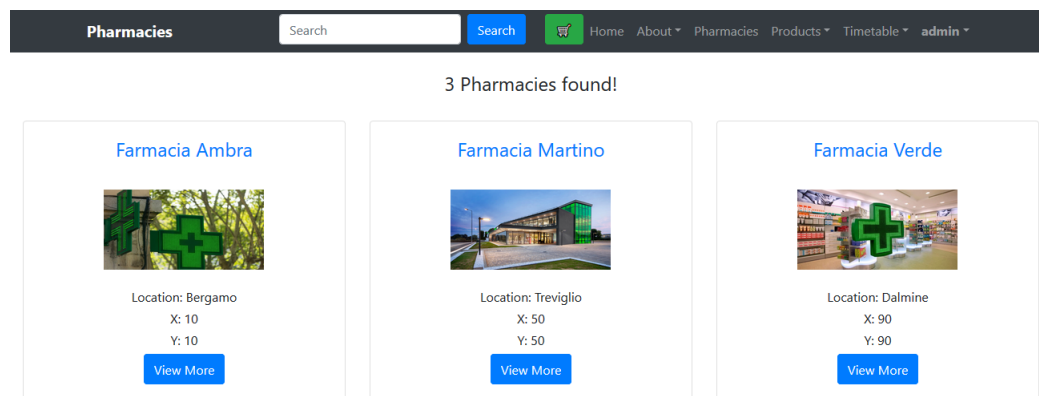 Pharmacies Search Search Home About Pharmacies Products Timetable admin
3 Pharmacies found!
Farmacia Ambra Farmacia Martino Farmacia Verde
Location: Bergamo Location: Treviglio Location: Dalmine
X: 10 X: 50 X: 90
Y: 10 Y: 50 Y: 90
View More View More View More